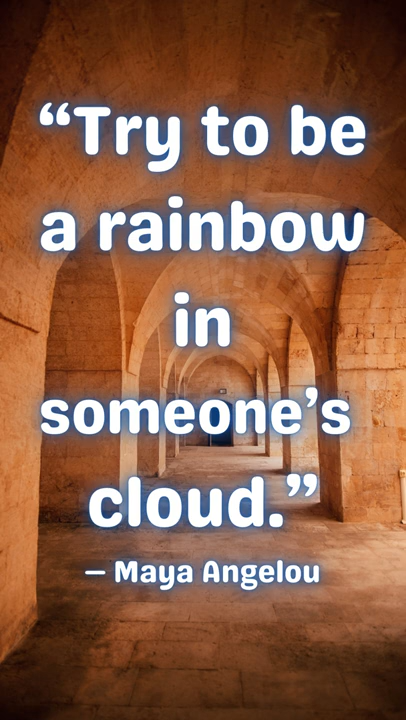 “Try to be
a rainbow
in
someone’s
cloud.”
– Maya Angelou